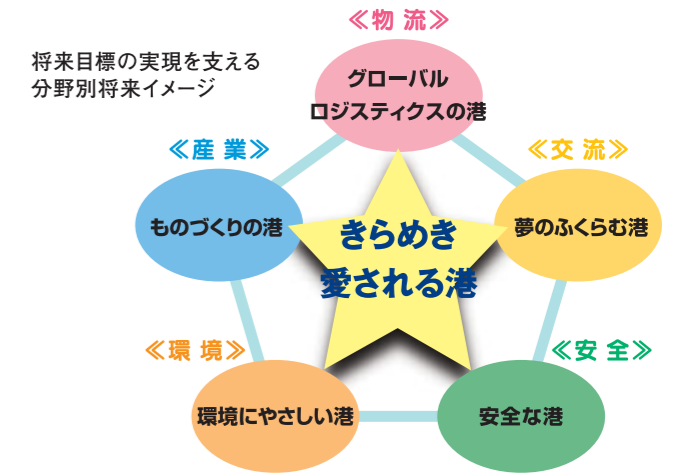 将来目標の実現を支える
分野別将来イメージ
≪物 流≫
グローバル
ロジスティクスの港
≪産 業≫
ものづくりの港
≪交 流≫
夢のふくらむ港
きらめき
愛される港
≪環 境≫
環境にやさしい港
≪安 全≫
安全な港